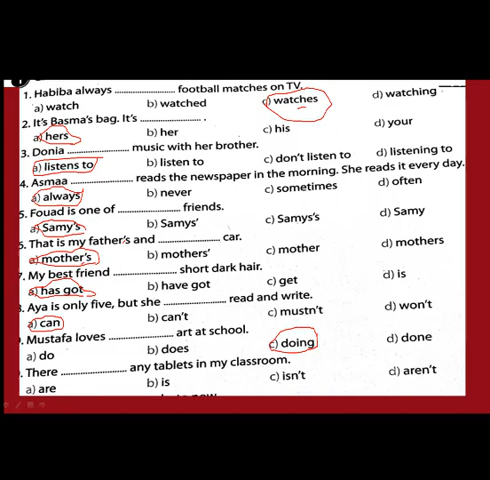 1. Habiba always .................... football matches on TV.
a) watch b) watched c) watches d) watching
2. It's Basma's bag. It's .................... .
a) hers b) her c) his d) your
3. Donia .................... music with her brother.
a) listens to b) listen to c) don't listen to d) listening to
4. Asmaa .................... reads the newspaper in the morning. She reads it every day.
a) always b) never c) sometimes d) often
5. Fouad is one of .................... friends.
a) Samy's b) Samys' c) Samys's d) Samy
6. That is my father's and .................... car.
a) mother's b) mothers' c) mother d) mothers
7. My best friend .................... short dark hair.
a) has got b) have got c) get d) is
8. Aya is only five, but she .................... read and write.
a) can b) can't c) mustn't d) won't
. Mustafa loves .................... art at school.
a) do b) does c) doing d) done
. There .................... any tablets in my classroom.
a) are b) is c) isn't d) aren't